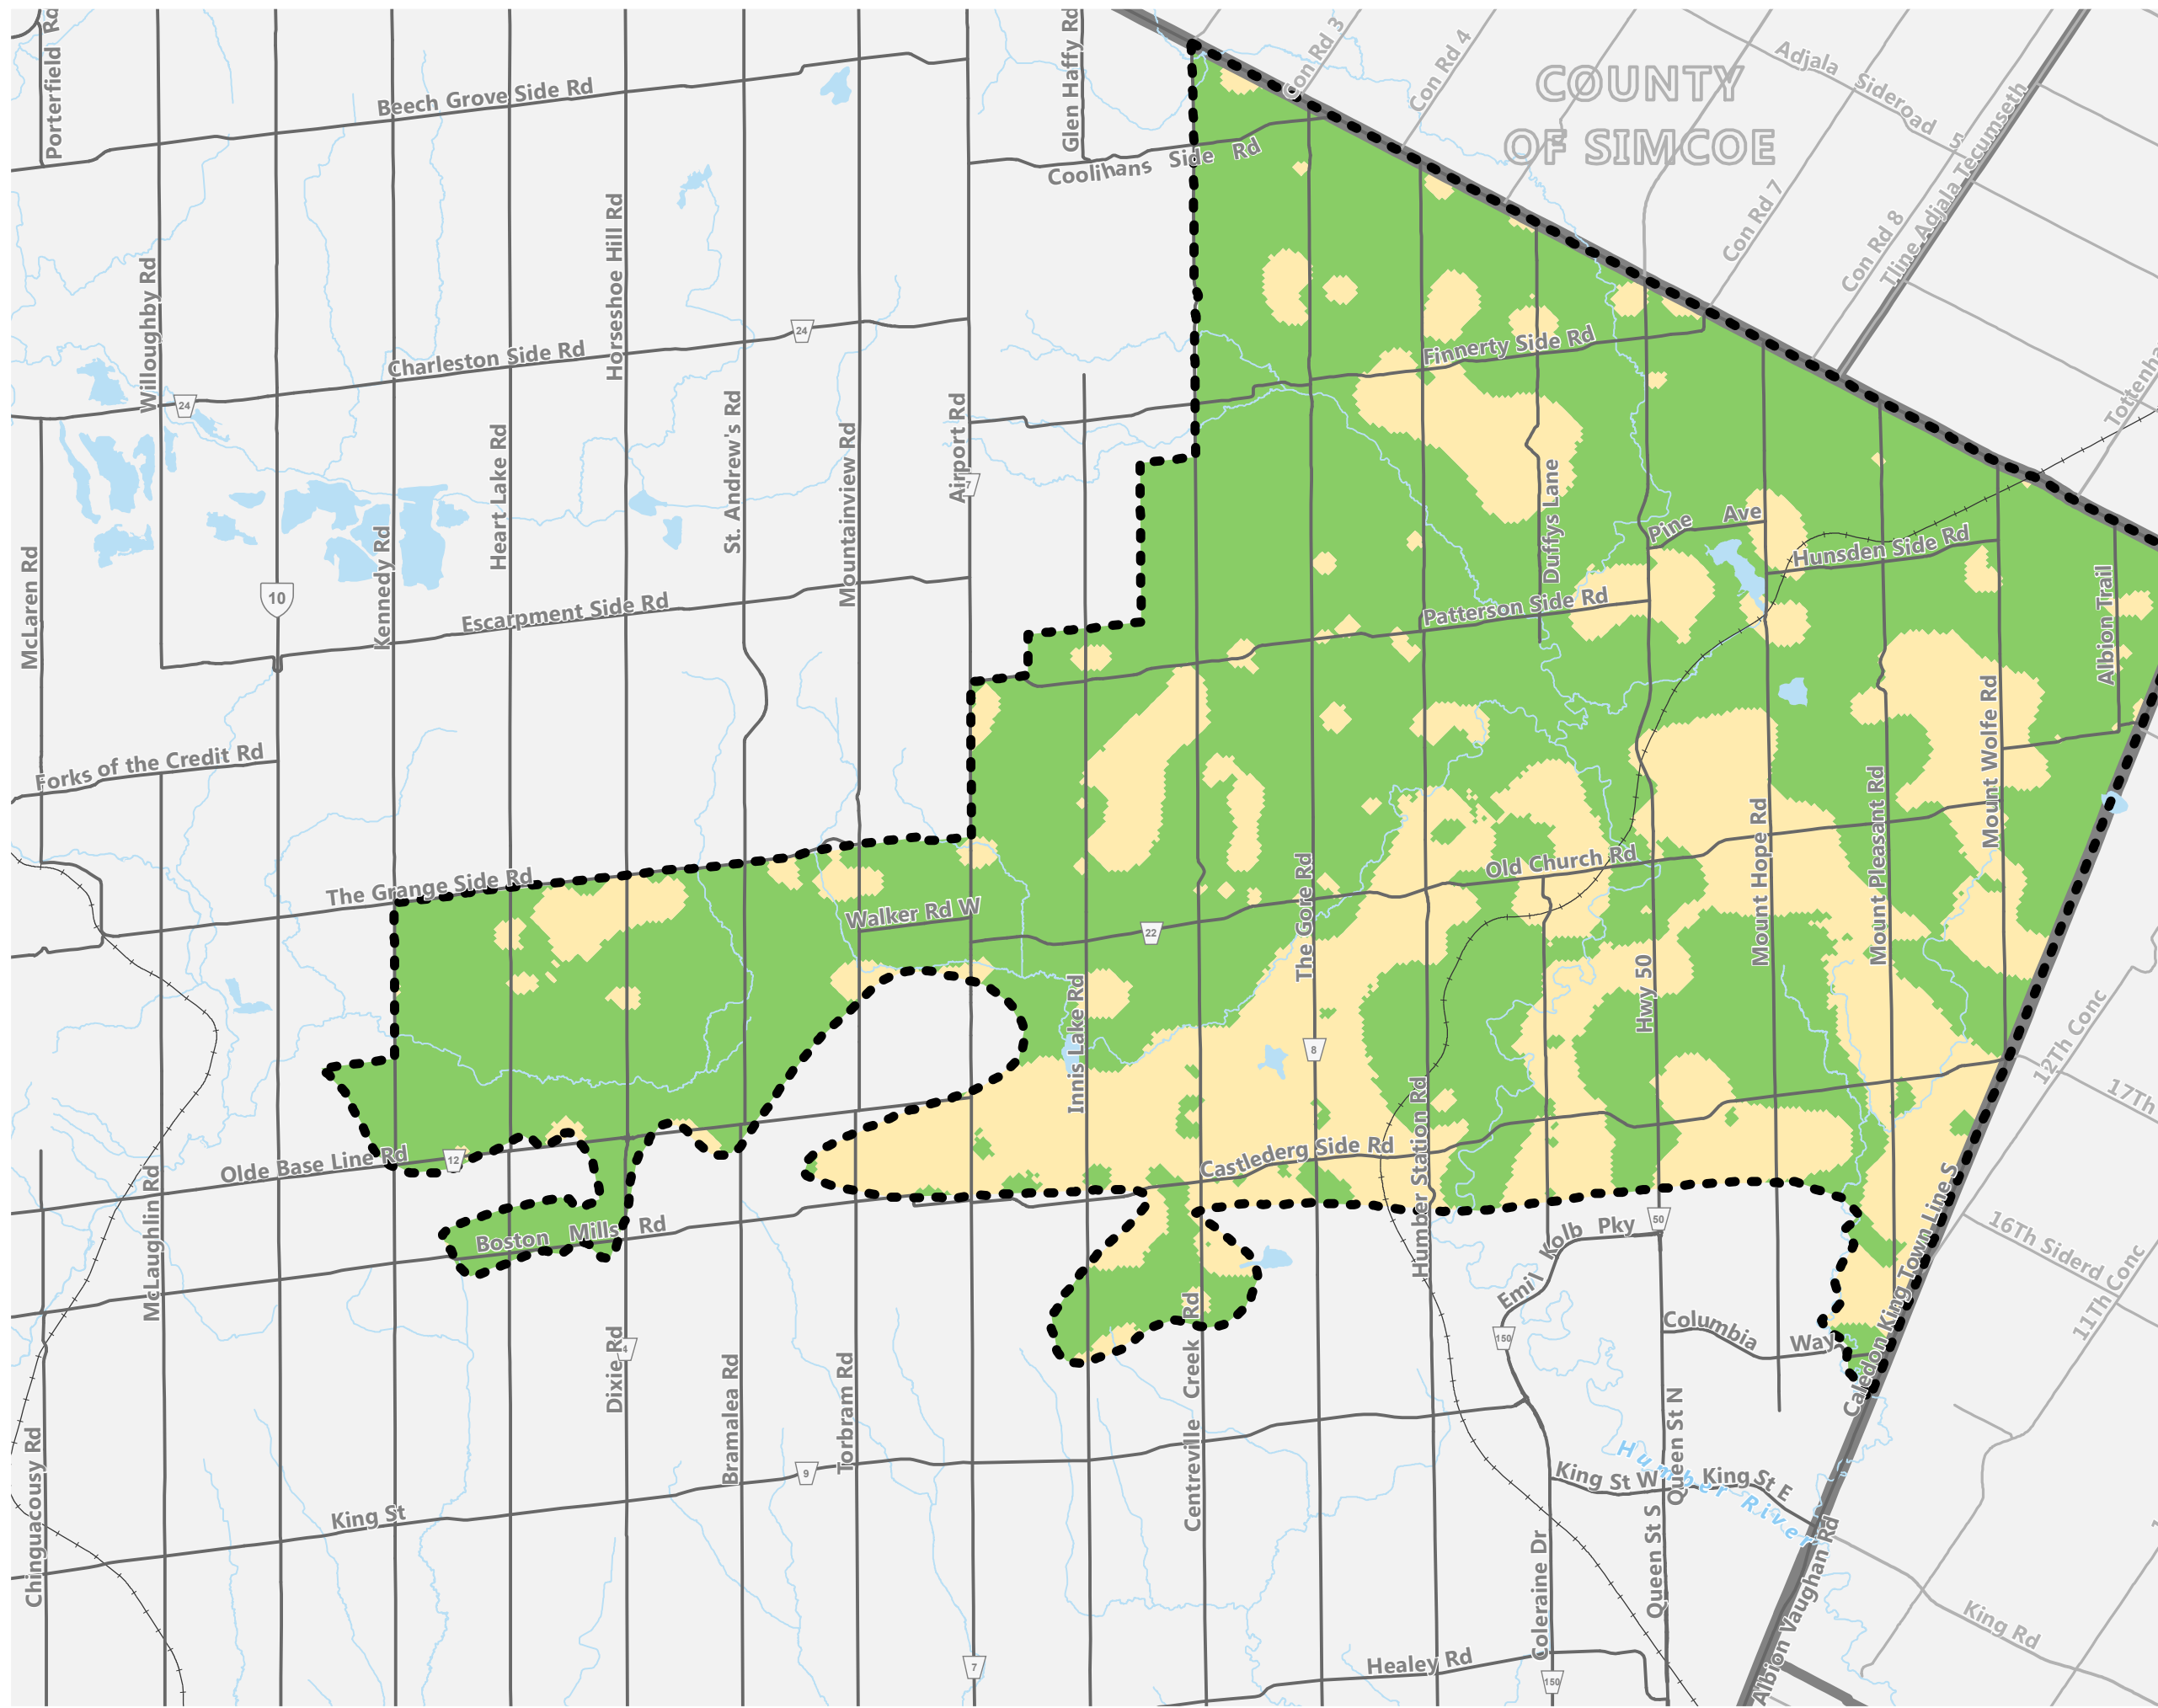 Porterfield Rd
Beech Grove Side Rd
Glen Haffy Rd
Con Rd 3
Con Rd 4
COUNTY
OF SIMCOE
Adjala Sideroad
5
Tline Adjala Tecumseth
Coolihans Side Rd
Con Rd 7
Con Rd 8
Willoughby Rd
Horseshoe Hill Rd
24
Charleston Side Rd
Finnerty Side Rd
24
St. Andrew's Rd
Airport Rd
7
Heart Lake Rd
Mountainview Rd
Duffys Lane
Pine Ave
Hunsden Side Rd
McLaren Rd
10
Kennedy Rd
Escarpment Side Rd
Patterson Side Rd
Albion Trail
Forks of the Credit Rd
Mount Wolfe Rd
Mount Pleasant Rd
Mount Hope Rd
Old Church Rd
The Grange Side Rd
Walker Rd W
22
The Gore Rd
Hwy 50
Innis Lake Rd
8
12Th Conc
17Th
Humber Station Rd
Castlederg Side Rd
Olde Base Line Rd
12
McLaughlin Rd
Boston Mills Rd
Caledon King Town Line S
16Th Siderd
11Th Conc
Conc
50
Emil Kolb Pky
150
Columbia Way
Dixie Rd
4
Bramalea Rd
Torbram Rd
Centreville Creek Rd
Queen St N
Humber River
Chinguacousy Rd
9
King St
King St W
King St E
Queen St S
Coleraine Dr
Albion Vaughan Rd
King Rd
Healey Rd
7
150